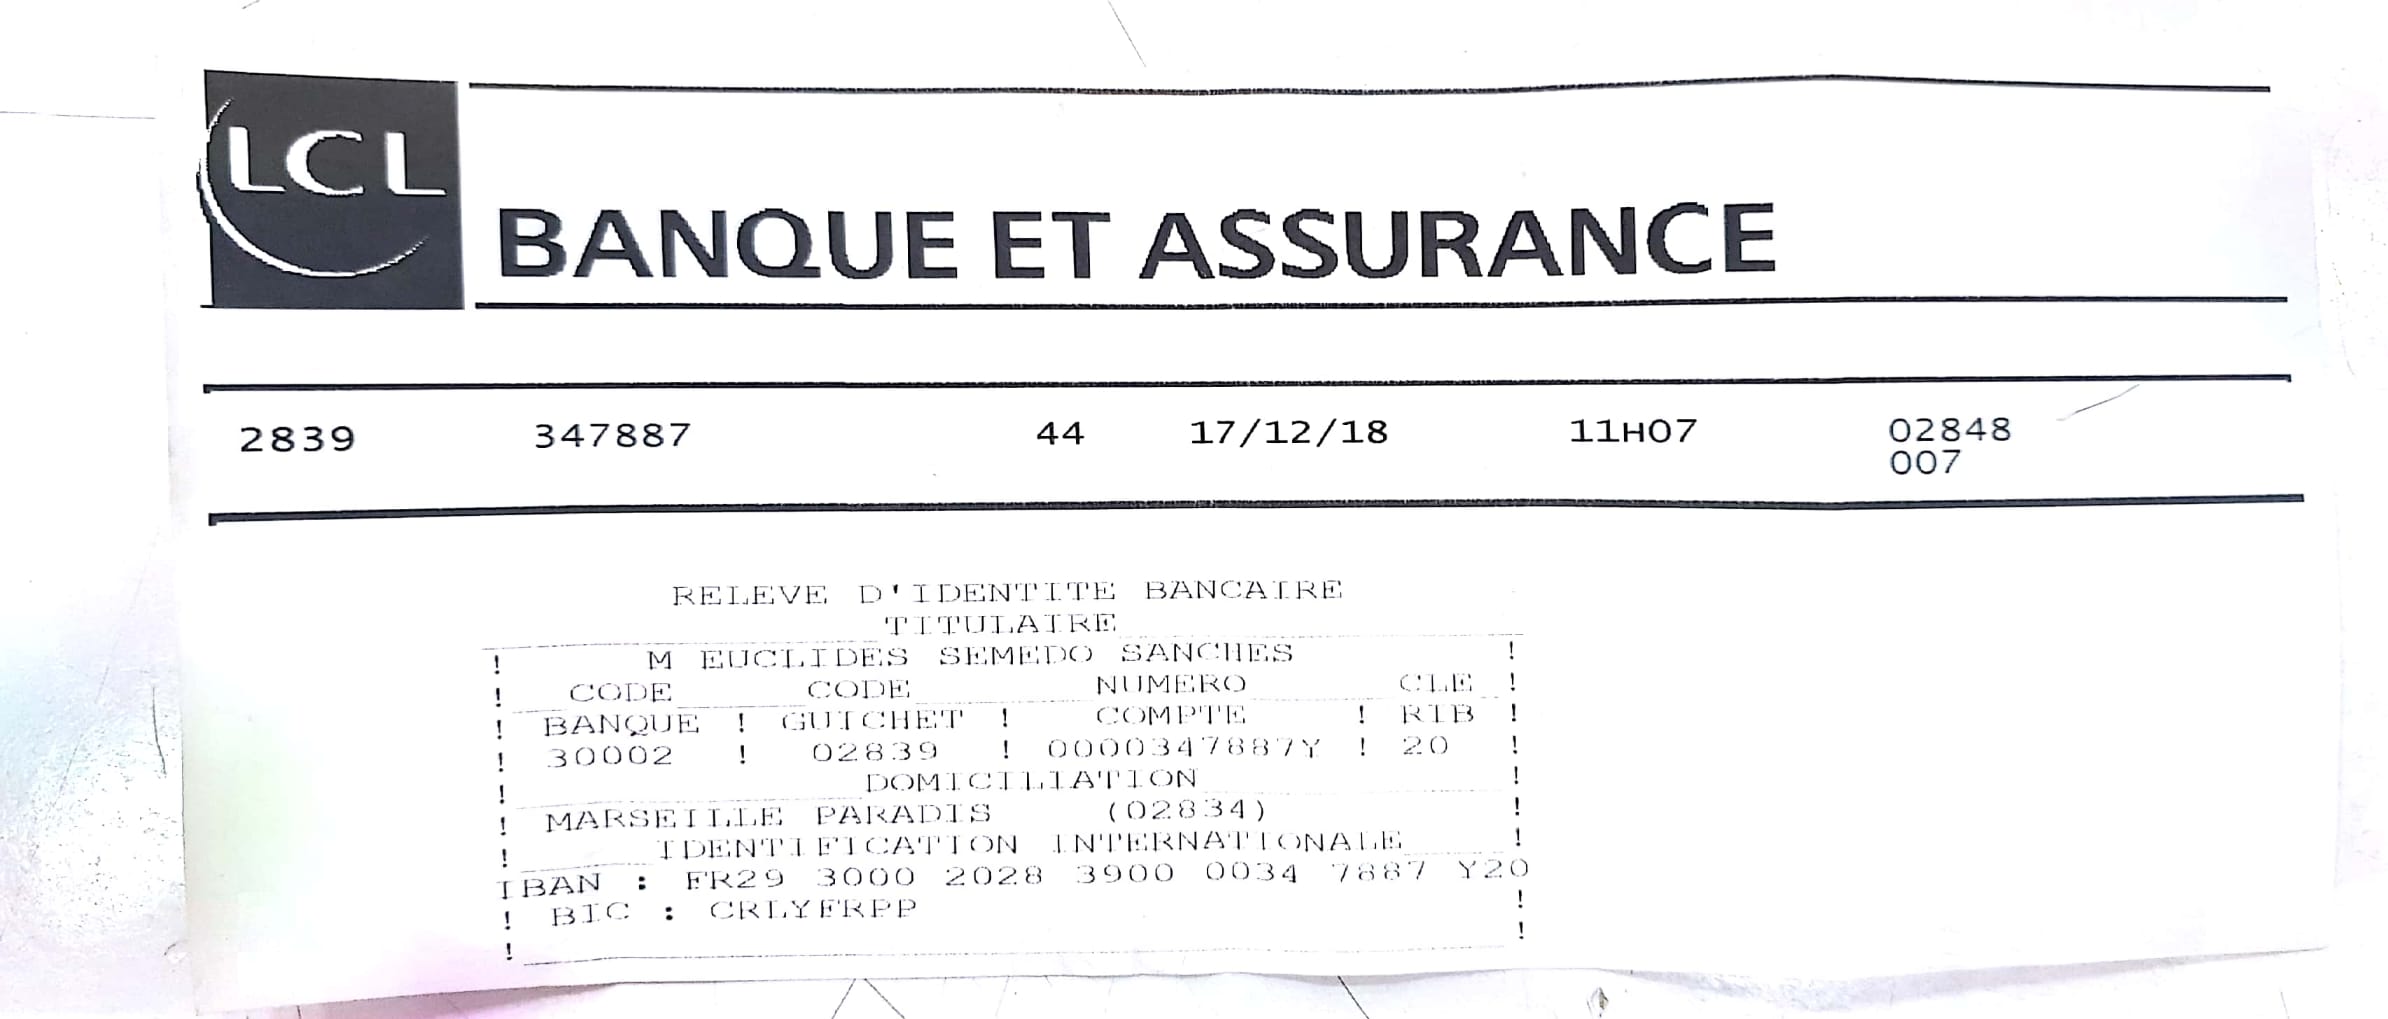 LCL
BANQUE ET ASSURANCE
2839 347887 44 17/12/18 11H07 02848
007
RELEVE D'IDENTITE BANCAIRE
TITULAIRE
! M EUCLIDES SEMEDO SANCHES !
! CODE CODE NUMERO CLE !
! BANQUE ! GUICHET ! COMPTE ! RIB !
! 30002 ! 02839 ! 0000347887Y ! 20 !
! DOMICILIATION !
! MARSEILLE PARADIS (02834) !
! IDENTIFICATION INTERNATIONALE !
IBAN : FR29 3000 2028 3900 0034 7887 Y20
! BIC : CRLYFRPP !
! !